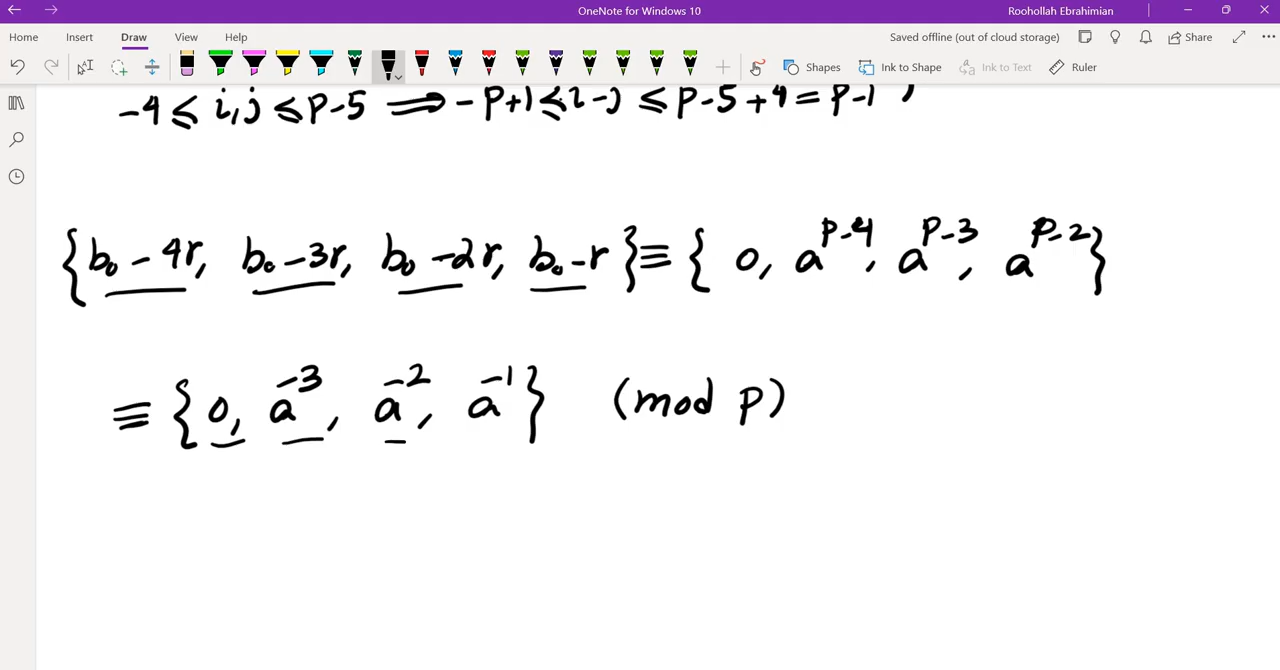 OneNote for Windows 10
Roohollah Ebrahimian
Home Insert Draw View Help
Saved offline (out of cloud storage) Share
Shapes Ink to Shape Ink to Text Ruler
-4 ≤ i,j ≤ p-5 ⟹ -p+1 ≤ i-j ≤ p-5+4 = p-1 ,
{b₀-4r, b₀-3r, b₀-2r, b₀-r} ≡ { 0, a^{p-4}, a^{p-3}, a^{p-2}}
≡ {0, a^{-3}, a^{-2}, a^{-1}} (mod p)